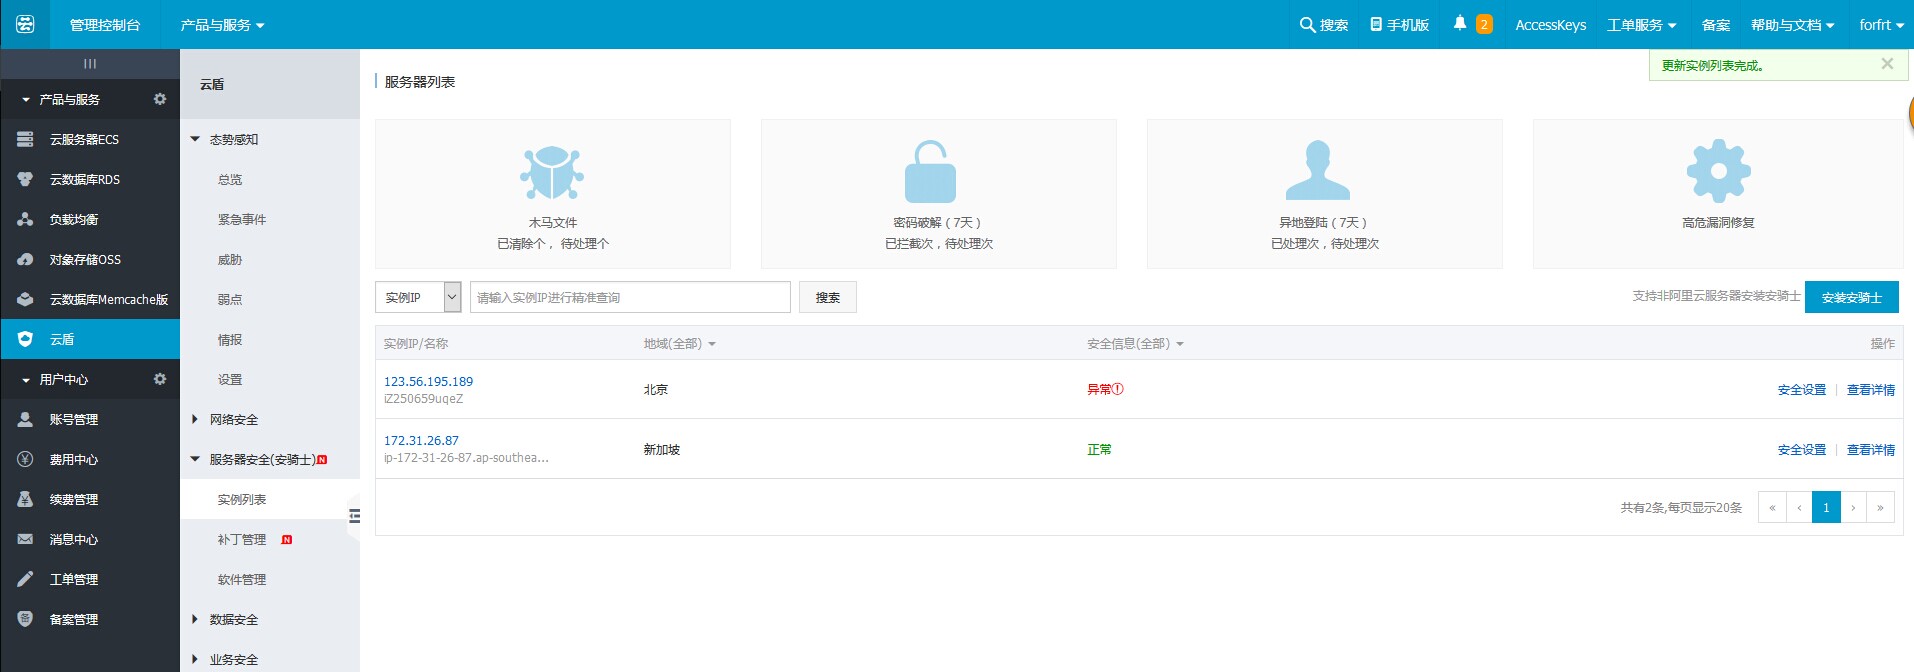 管理控制台
产品与服务
搜索
手机版
2
AccessKeys
工单服务
备案
帮助与文档
forfrt
更新实例列表完成。
产品与服务
云服务器ECS
云数据库RDS
负载均衡
对象存储OSS
云数据库Memcache版
云盾
用户中心
账号管理
费用中心
续费管理
消息中心
工单管理
备案管理
云盾
态势感知
总览
紧急事件
威胁
弱点
情报
设置
网络安全
服务器安全(安骑士)N
实例列表
补丁管理 N
软件管理
数据安全
业务安全
服务器列表
木马文件
已清除个， 待处理个
密码破解（7天）
已拦截次，待处理次
异地登陆（7天）
已处理次，待处理次
高危漏洞修复
实例IP
请输入实例IP进行精准查询
搜索
支持非阿里云服务器安装安骑士
安装安骑士
实例IP/名称
地域(全部)
安全信息(全部)
操作
123.56.195.189
iZ250659uqeZ
北京
异常
安全设置
查看详情
172.31.26.87
ip-172-31-26-87.ap-southea...
新加坡
正常
安全设置
查看详情
共有2条,每页显示20条
« ‹ 1 › »